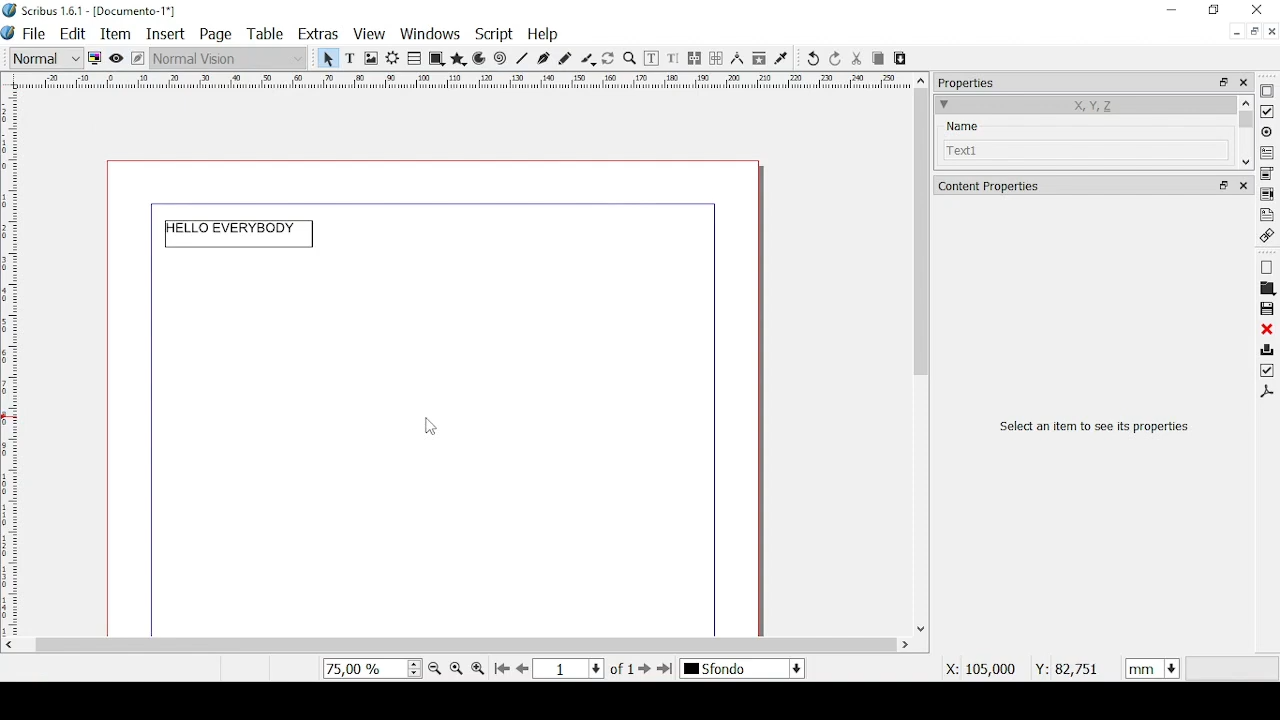 Scribus 1.6.1 - [Documento-1*]
File Edit Item Insert Page Table Extras View Windows Script Help
Normal Normal Vision
Properties
X, Y, Z
Name
Text1
Content Properties
HELLO EVERYBODY
Select an item to see its properties
75,00 % 1 of 1 Sfondo X: 105,000 Y: 82,751 mm